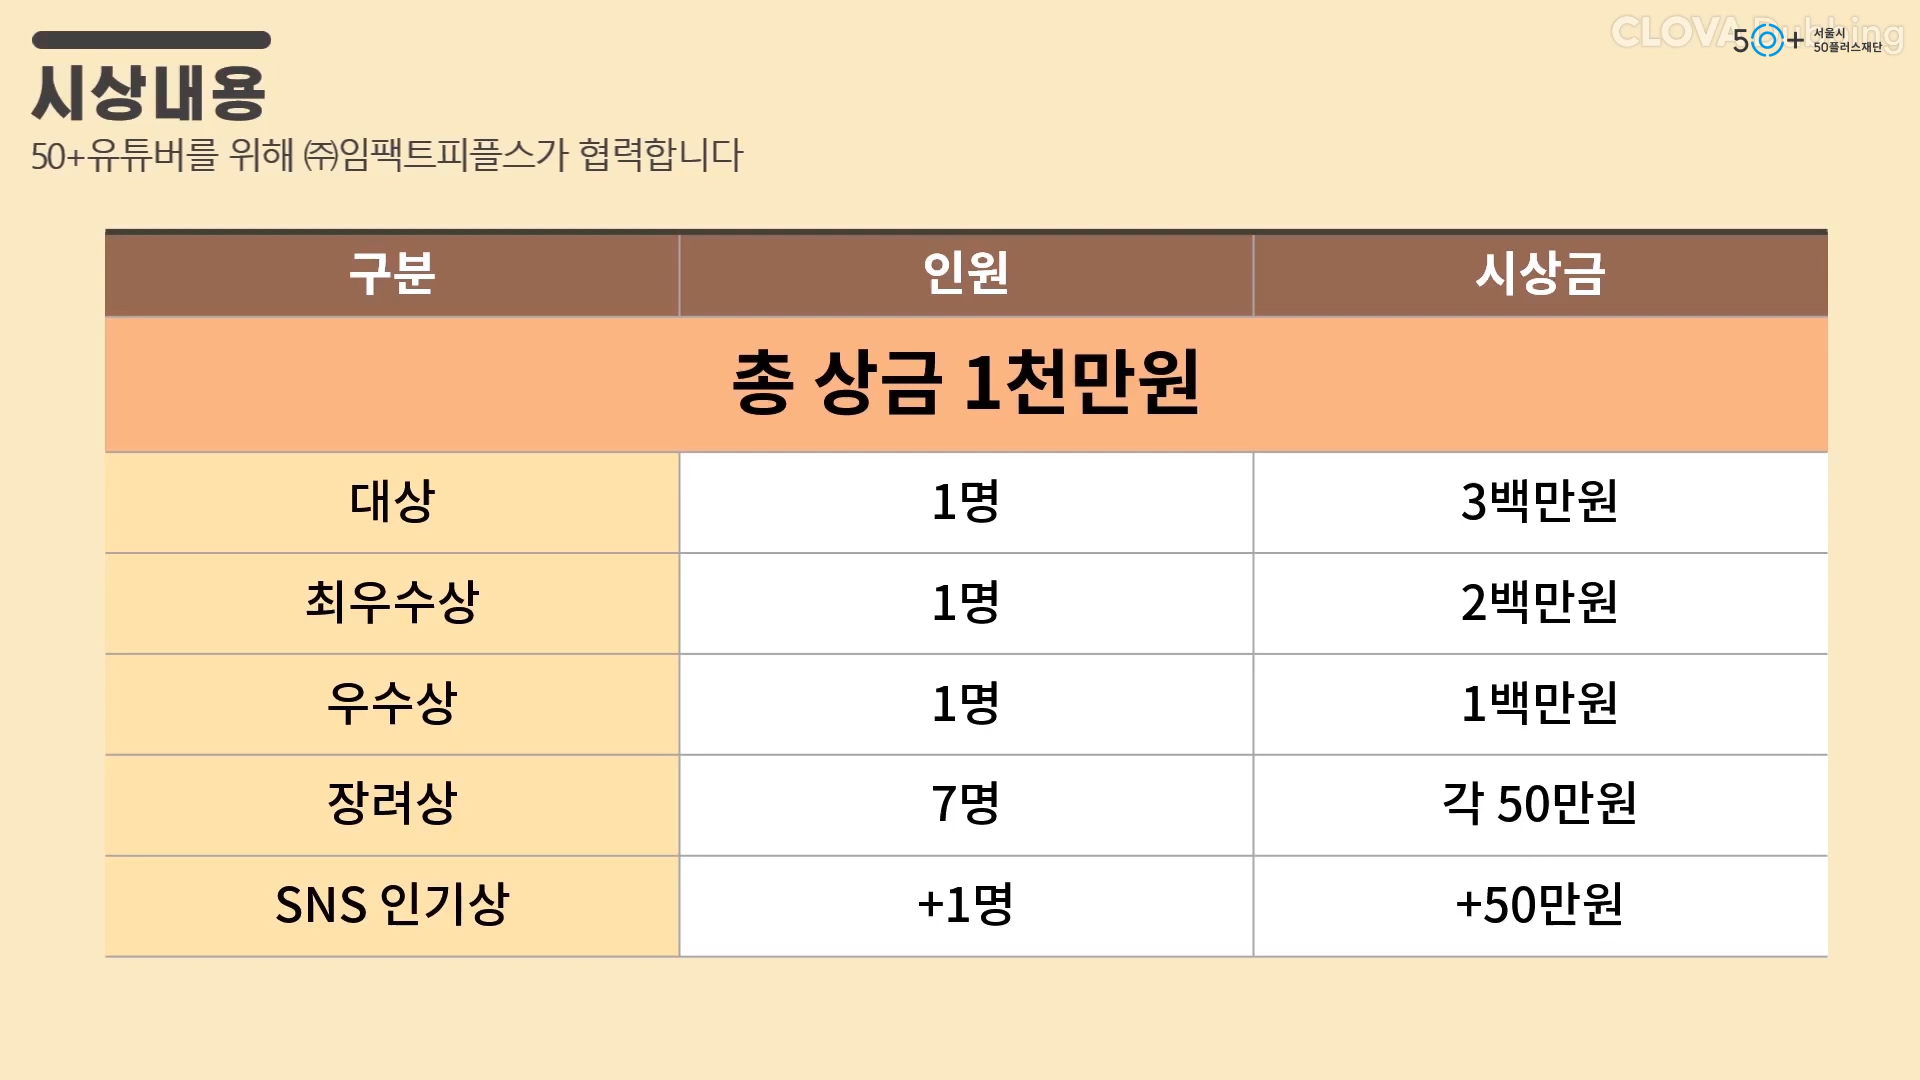 CLOVA Dubbing
50+ 서울시
50플러스재단
시상내용
50+유튜버를 위해 ㈜임팩트피플스가 협력합니다
구분 인원 시상금
총 상금 1천만원
대상 1명 3백만원
최우수상 1명 2백만원
우수상 1명 1백만원
장려상 7명 각 50만원
SNS 인기상 +1명 +50만원